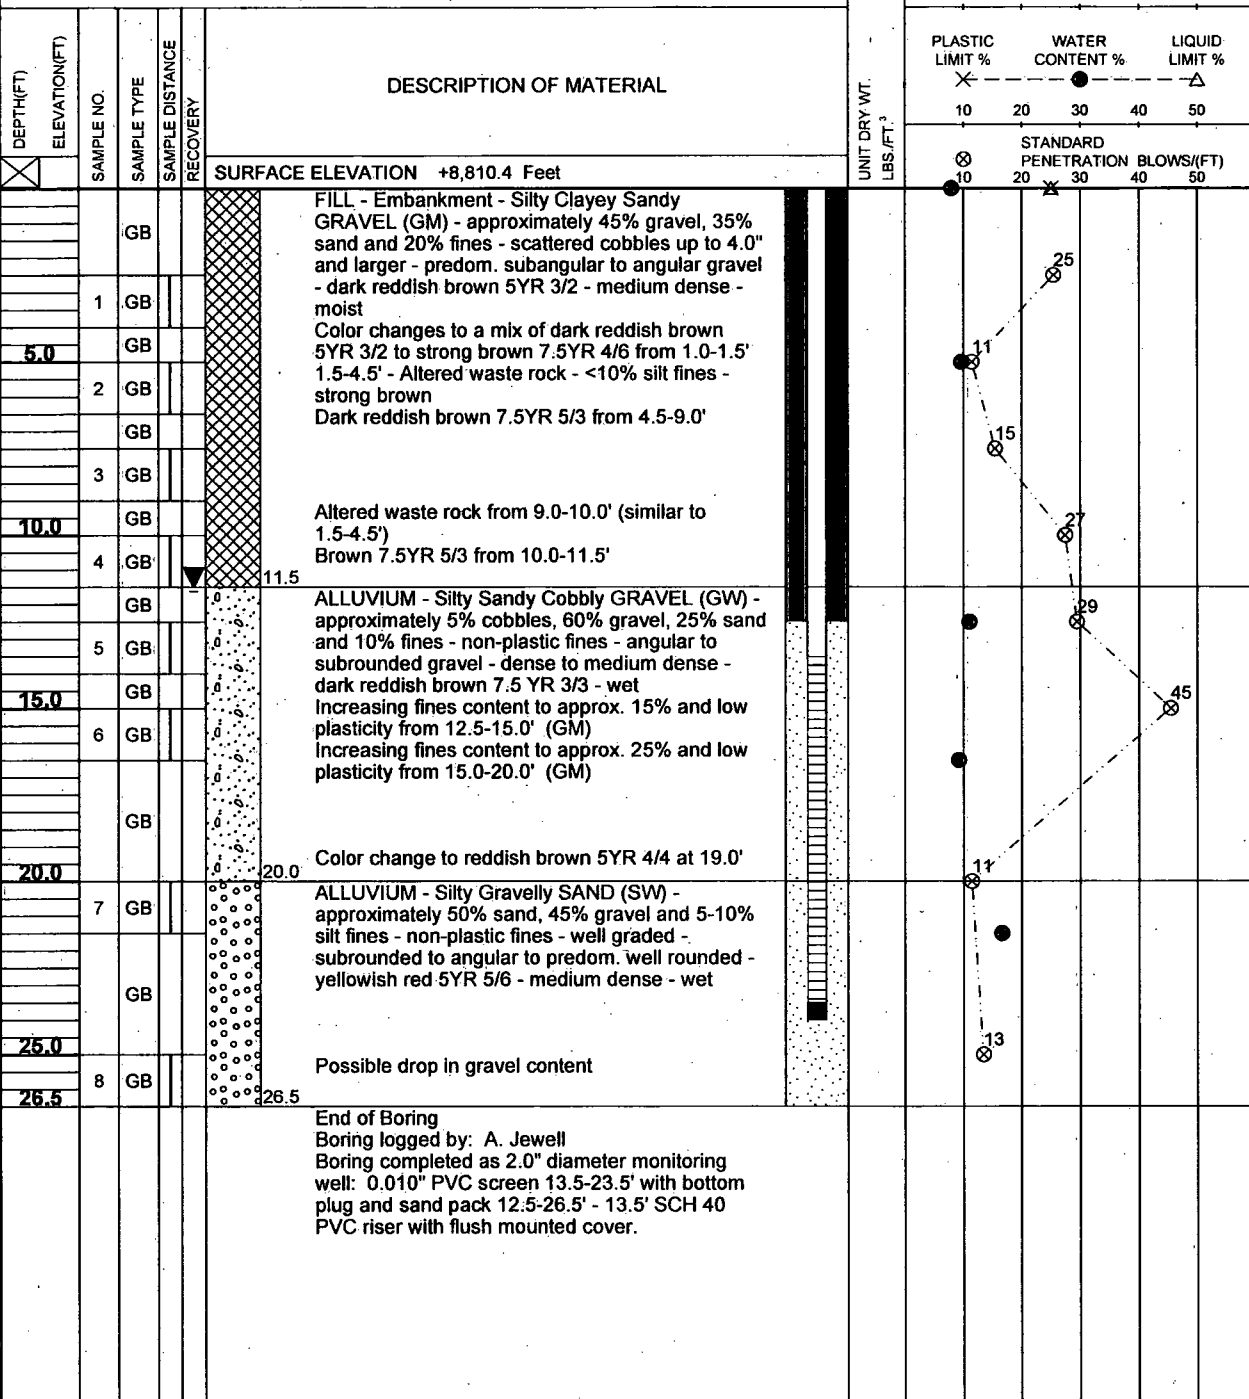 DEPTH(FT)
ELEVATION(FT)
SAMPLE NO.
SAMPLE TYPE
SAMPLE DISTANCE
RECOVERY
DESCRIPTION OF MATERIAL
SURFACE ELEVATION +8,810.4 Feet
UNIT DRY WT.
LBS./FT.³
PLASTIC
LIMIT %
WATER
CONTENT %
LIQUID
LIMIT %
10 20 30 40 50
STANDARD
PENETRATION BLOWS/(FT)
10 20 30 40 50
FILL - Embankment - Silty Clayey Sandy
GRAVEL (GM) - approximately 45% gravel, 35%
sand and 20% fines - scattered cobbles up to 4.0"
and larger - predom. subangular to angular gravel
- dark reddish brown 5YR 3/2 - medium dense -
moist
Color changes to a mix of dark reddish brown
5YR 3/2 to strong brown 7.5YR 4/6 from 1.0-1.5'
1.5-4.5' - Altered waste rock - <10% silt fines -
strong brown
Dark reddish brown 7.5YR 5/3 from 4.5-9.0'
Altered waste rock from 9.0-10.0' (similar to
1.5-4.5')
Brown 7.5YR 5/3 from 10.0-11.5'
11.5
ALLUVIUM - Silty Sandy Cobbly GRAVEL (GW) -
approximately 5% cobbles, 60% gravel, 25% sand
and 10% fines - non-plastic fines - angular to
subrounded gravel - dense to medium dense -
dark reddish brown 7.5 YR 3/3 - wet
Increasing fines content to approx. 15% and low
plasticity from 12.5-15.0' (GM)
Increasing fines content to approx. 25% and low
plasticity from 15.0-20.0' (GM)
Color change to reddish brown 5YR 4/4 at 19.0'
20.0
ALLUVIUM - Silty Gravelly SAND (SW) -
approximately 50% sand, 45% gravel and 5-10%
silt fines - non-plastic fines - well graded -
subrounded to angular to predom. well rounded -
yellowish red 5YR 5/6 - medium dense - wet
Possible drop in gravel content
26.5
End of Boring
Boring logged by: A. Jewell
Boring completed as 2.0" diameter monitoring
well: 0.010" PVC screen 13.5-23.5' with bottom
plug and sand pack 12.5-26.5' - 13.5' SCH 40
PVC riser with flush mounted cover.
GB
1 GB
GB
5.0
2 GB
GB
3 GB
GB
10.0
4 GB
GB
5 GB
GB
15.0
6 GB
GB
20.0
7 GB
GB
25.0
8 GB
26.5
25
11
15
27
29
45
11
13